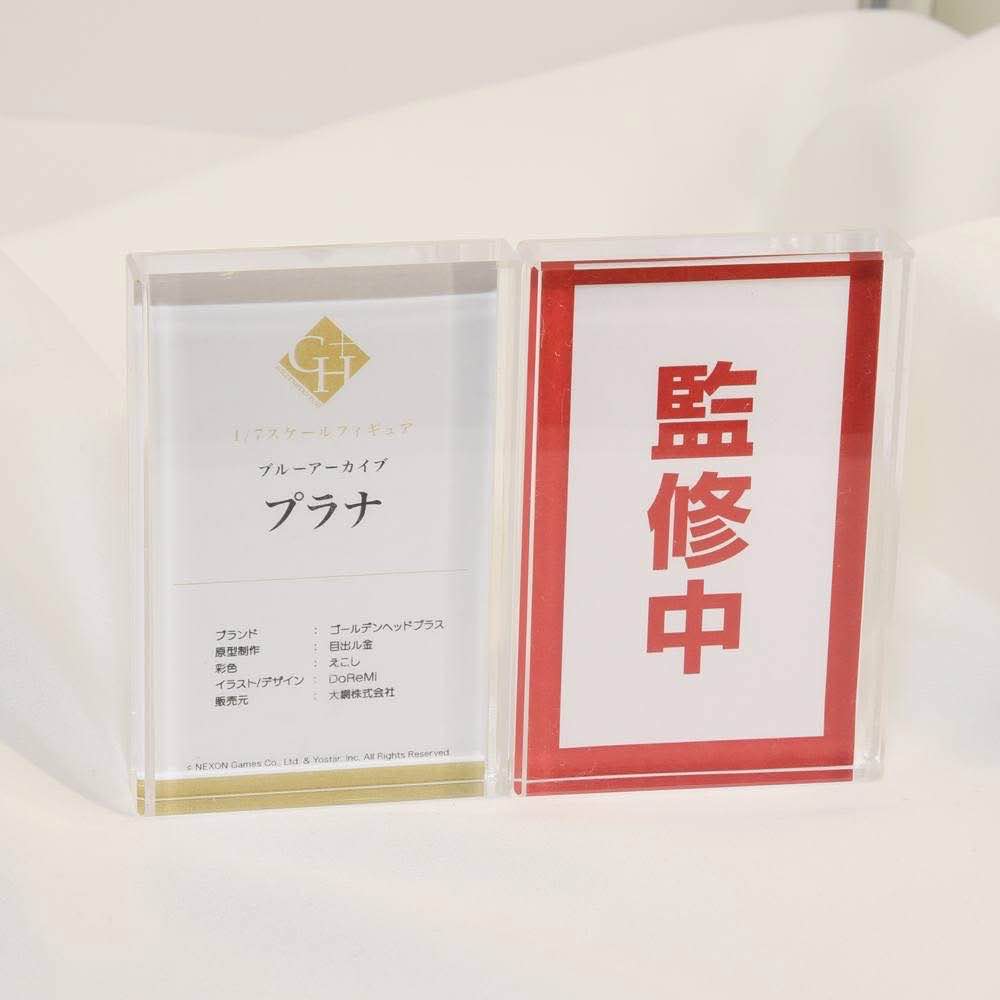 GH+
1/7スケールフィギュア
ブルーアーカイブ
プラナ
ブランド : ゴールデンヘッドプラス
原型制作 : 目出ル金
彩色 : えこし
イラスト/デザイン : DoReMi
販売元 : 大網株式会社
c NEXON Games Co., Ltd. & Yostar, Inc. All Rights Reserved.
監修中